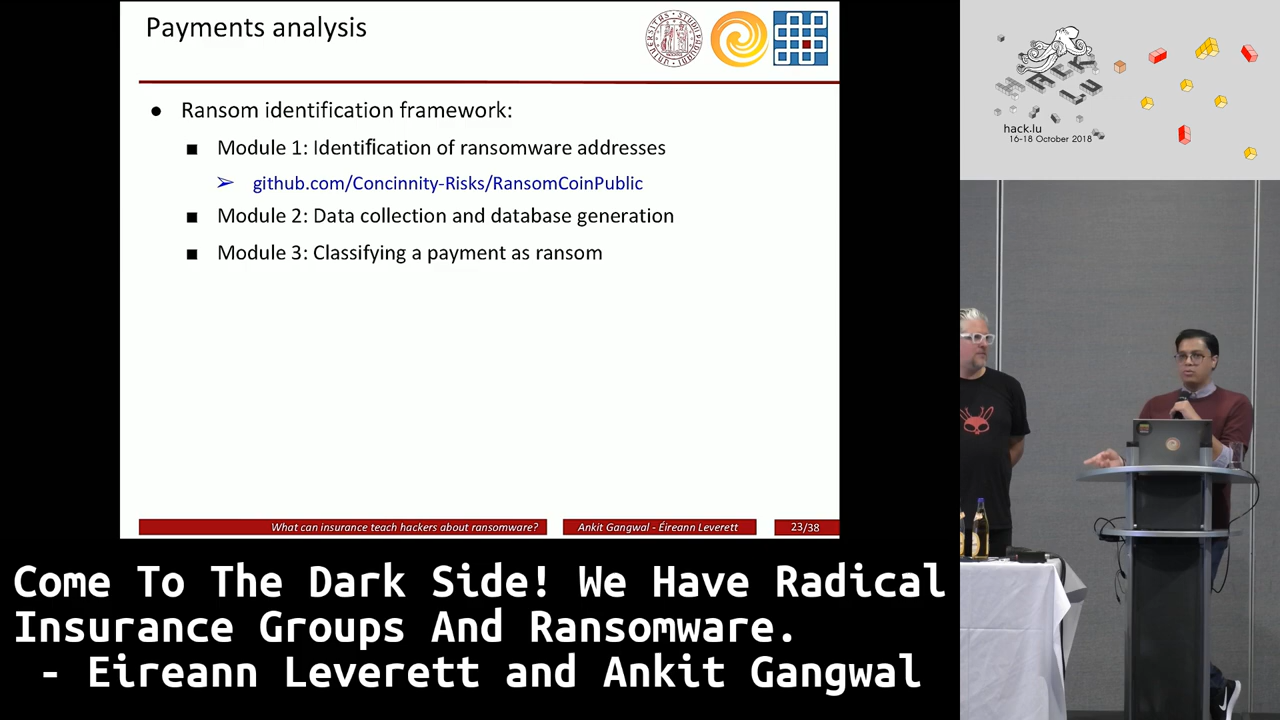 Payments analysis
● Ransom identification framework:
■ Module 1: Identification of ransomware addresses
➢ github.com/Concinnity-Risks/RansomCoinPublic
■ Module 2: Data collection and database generation
■ Module 3: Classifying a payment as ransom
What can insurance teach hackers about ransomware?
Ankit Gangwal - Éireann Leverett
23/38
HACK
LU
hack.lu
16-18 October 2018
Come To The Dark Side! We Have Radical
Insurance Groups And Ransomware.
- Eireann Leverett and Ankit Gangwal